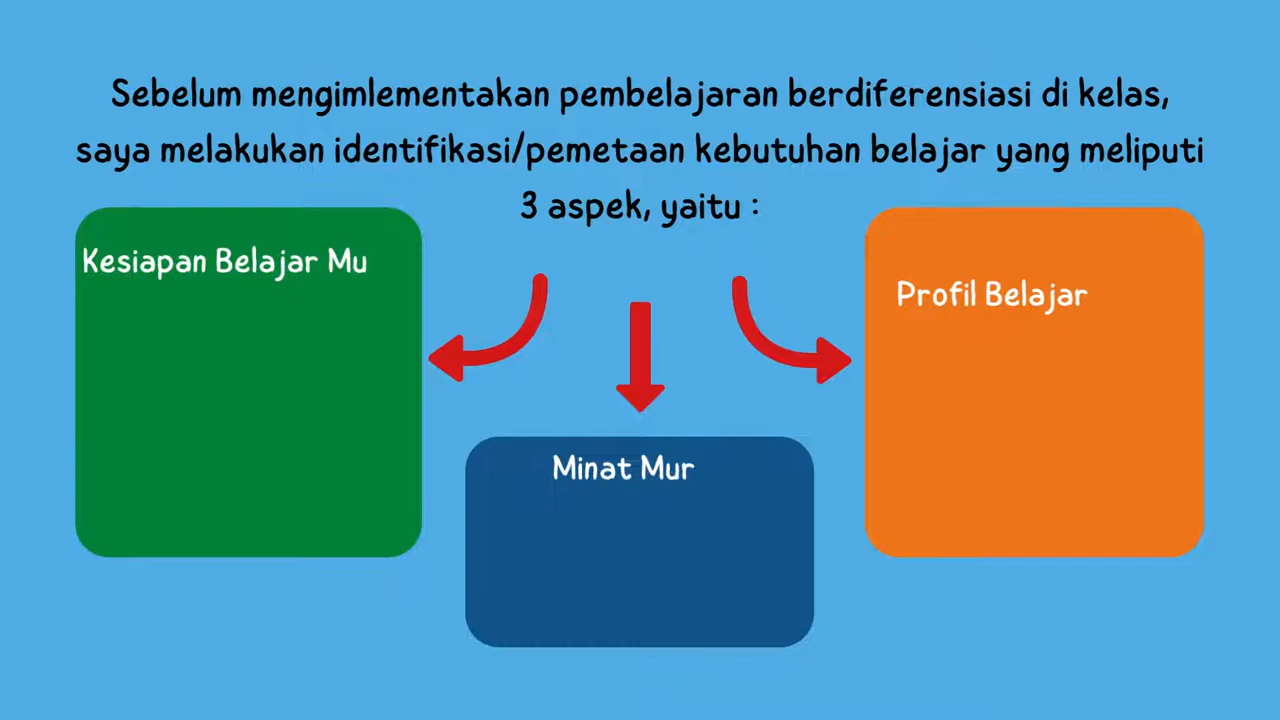 Sebelum mengimlementakan pembelajaran berdiferensiasi di kelas,
saya melakukan identifikasi/pemetaan kebutuhan belajar yang meliputi
3 aspek, yaitu :
Kesiapan Belajar Mu
Profil Belajar
Minat Mur